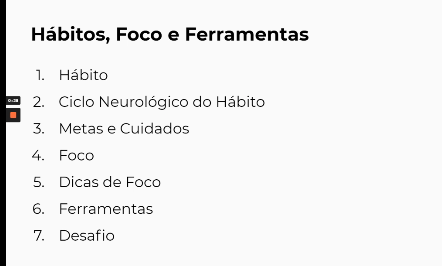 Hábitos, Foco e Ferramentas
1. Hábito
2. Ciclo Neurológico do Hábito
3. Metas e Cuidados
4. Foco
5. Dicas de Foco
6. Ferramentas
7. Desafio